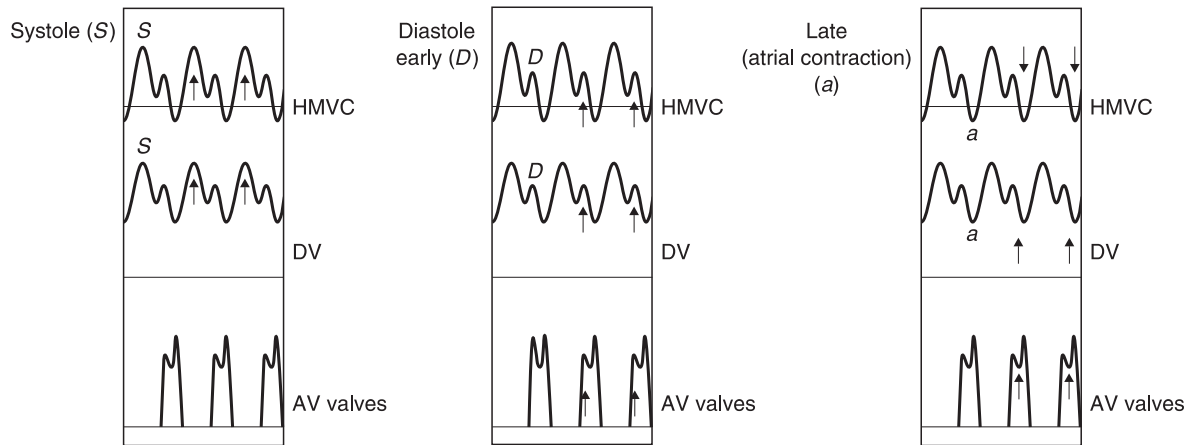 Systole (S)
S
HMVC
S
DV
AV valves
Diastole
early (D)
D
HMVC
D
DV
AV valves
Late
(atrial contraction)
(a)
HMVC
a
a
DV
AV valves